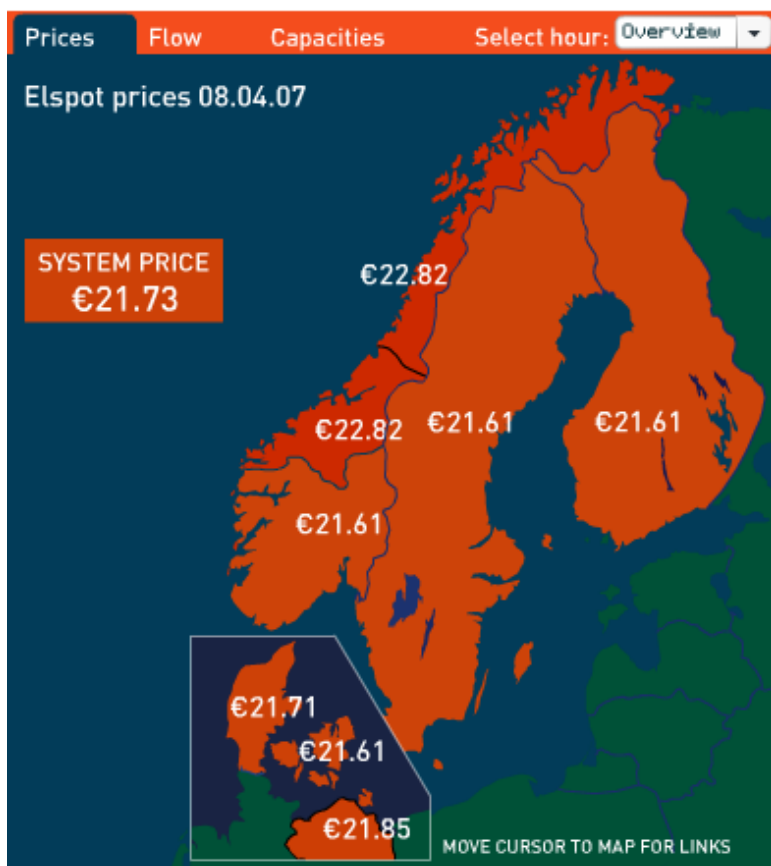 Prices Flow Capacities Select hour: Overview
Elspot prices 08.04.07
SYSTEM PRICE
€21.73
€22.82
€22.82
€21.61
€21.61
€21.61
€21.71
€21.61
€21.85
MOVE CURSOR TO MAP FOR LINKS